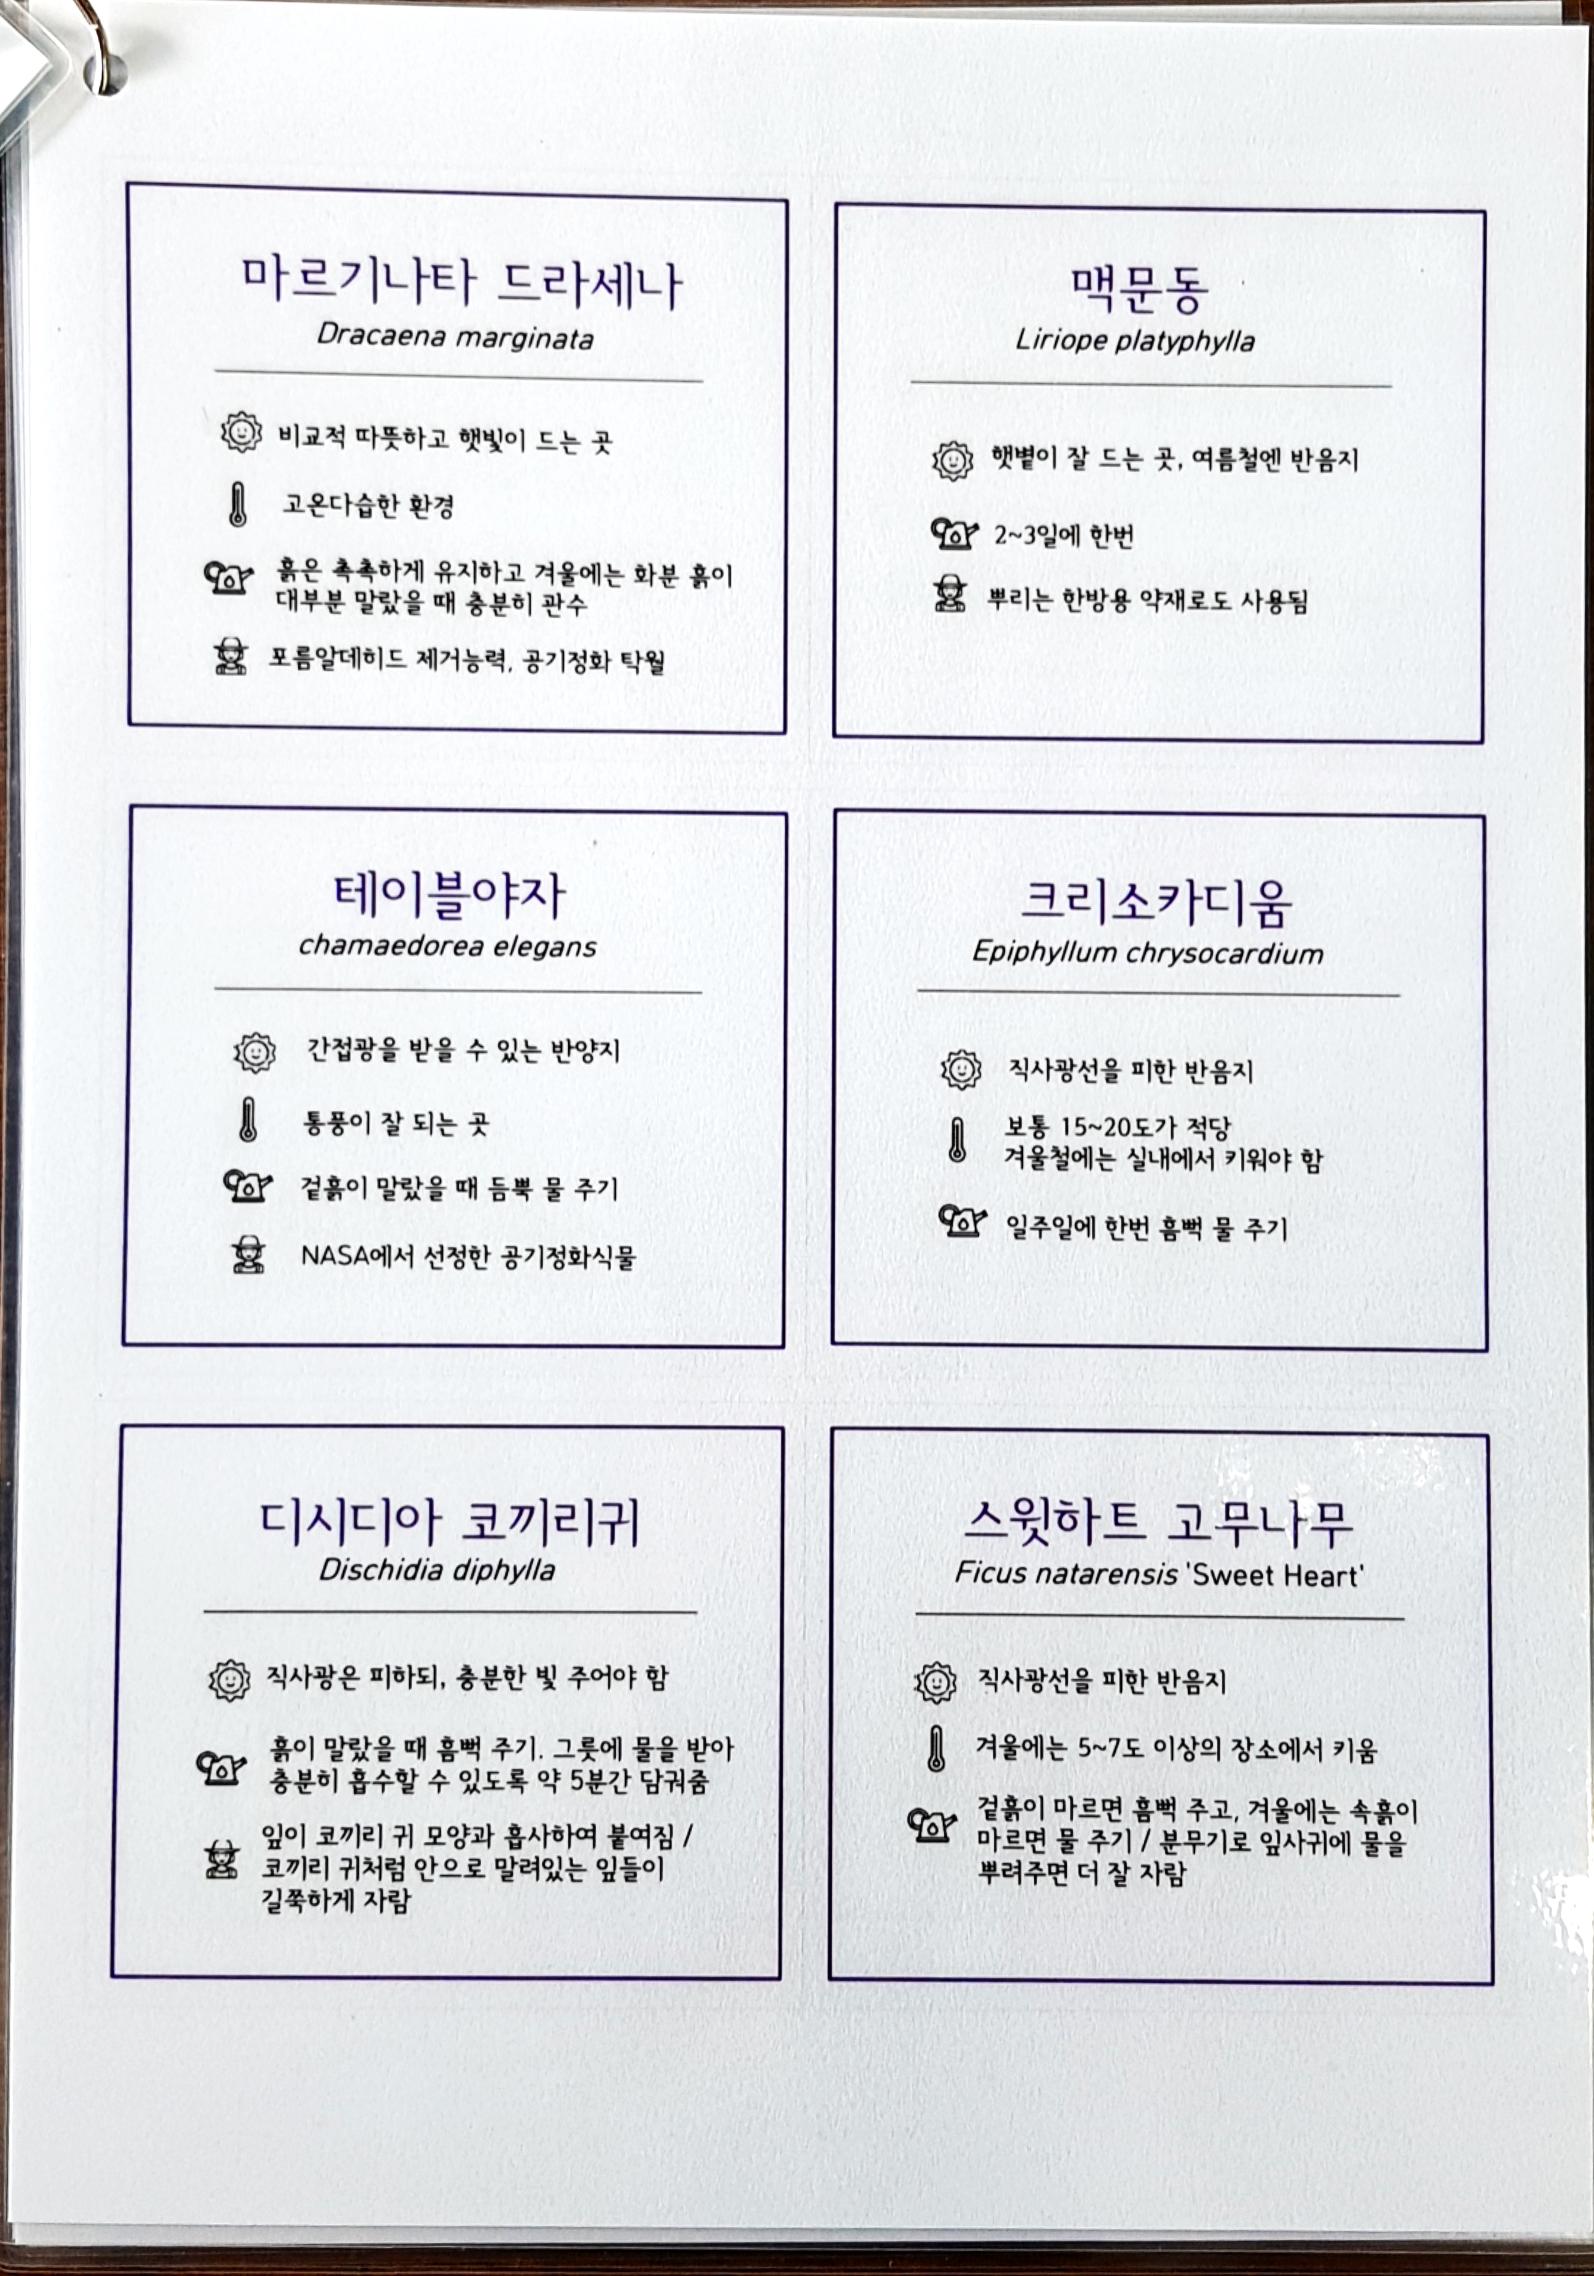 마르기나타 드라세나
Dracaena marginata
비교적 따뜻하고 햇빛이 드는 곳
고온다습한 환경
흙은 촉촉하게 유지하고 겨울에는 화분 흙이
대부분 말랐을 때 충분히 관수
포름알데히드 제거능력, 공기정화 탁월
맥문동
Liriope platyphylla
햇볕이 잘 드는 곳, 여름철엔 반음지
2~3일에 한번
뿌리는 한방용 약재로도 사용됨
테이블야자
chamaedorea elegans
간접광을 받을 수 있는 반양지
통풍이 잘 되는 곳
겉흙이 말랐을 때 듬뿍 물 주기
NASA에서 선정한 공기정화식물
크리소카디움
Epiphyllum chrysocardium
직사광선을 피한 반음지
보통 15~20도가 적당
겨울철에는 실내에서 키워야 함
일주일에 한번 흠뻑 물 주기
디시디아 코끼리귀
Dischidia diphylla
직사광은 피하되, 충분한 빛 주어야 함
흙이 말랐을 때 흠뻑 주기. 그릇에 물을 받아
충분히 흡수할 수 있도록 약 5분간 담궈줌
잎이 코끼리 귀 모양과 흡사하여 붙여짐 /
코끼리 귀처럼 안으로 말려있는 잎들이
길쭉하게 자람
스윗하트 고무나무
Ficus natarensis 'Sweet Heart'
직사광선을 피한 반음지
겨울에는 5~7도 이상의 장소에서 키움
겉흙이 마르면 흠뻑 주고, 겨울에는 속흙이
마르면 물 주기 / 분무기로 잎사귀에 물을
뿌려주면 더 잘 자람